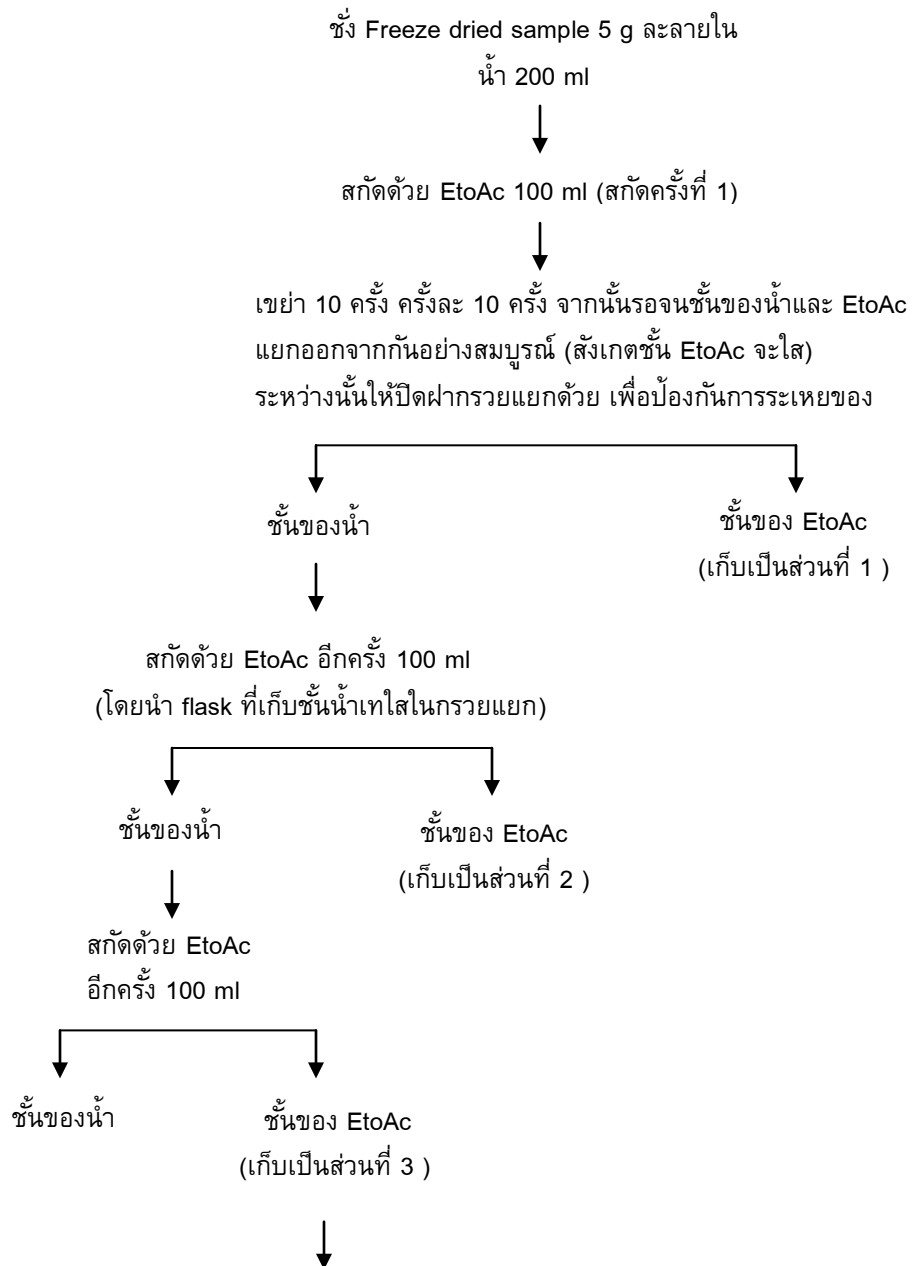 ชั่ง Freeze dried sample 5 g ละลายใน
น้ำ 200 ml
สกัดด้วย EtoAc 100 ml (สกัดครั้งที่ 1)
เขย่า 10 ครั้ง ครั้งละ 10 ครั้ง จากนั้นรอจนชั้นของน้ำและ EtoAc
แยกออกจากกันอย่างสมบูรณ์ (สังเกตชั้น EtoAc จะใส)
ระหว่างนั้นให้ปิดฝากรวยแยกด้วย เพื่อป้องกันการระเหยของ
ชั้นของน้ำ
ชั้นของ EtoAc
(เก็บเป็นส่วนที่ 1 )
สกัดด้วย EtoAc อีกครั้ง 100 ml
(โดยนำ flask ที่เก็บชั้นน้ำเทใสในกรวยแยก)
ชั้นของน้ำ
ชั้นของ EtoAc
(เก็บเป็นส่วนที่ 2 )
สกัดด้วย EtoAc
อีกครั้ง 100 ml
ชั้นของน้ำ
ชั้นของ EtoAc
(เก็บเป็นส่วนที่ 3 )